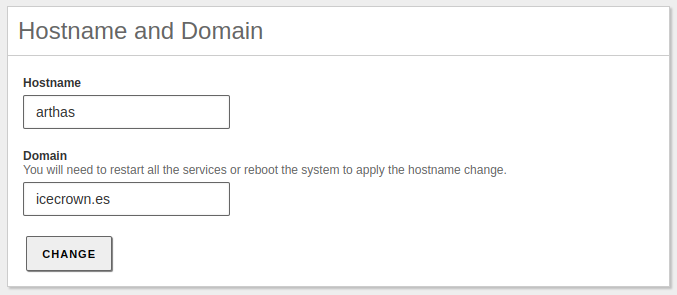 Hostname and Domain
Hostname
arthas
Domain
You will need to restart all the services or reboot the system to apply the hostname change.
icecrown.es
CHANGE